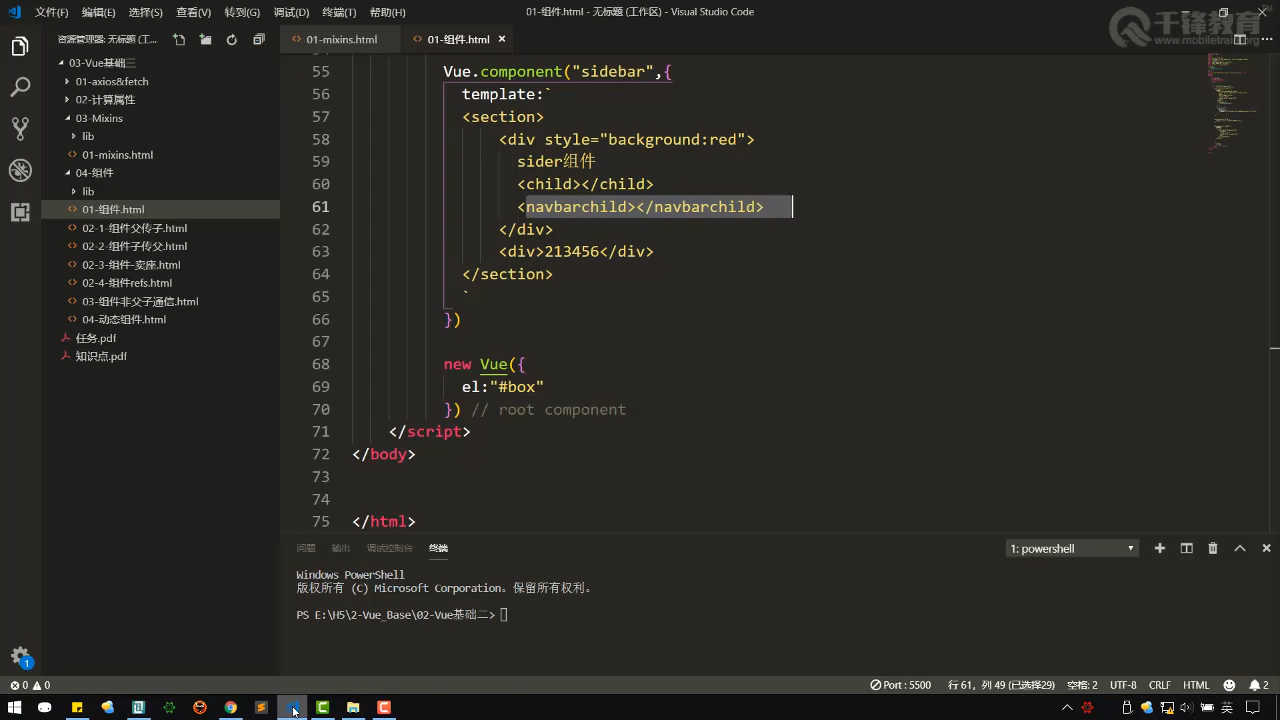 文件(F) 编辑(E) 选择(S) 查看(V) 转到(G) 调试(D) 终端(T) 帮助(H) 01-组件.html - 无标题 (工作区) - Visual Studio Code
千锋教育
www.mobiletrain.org
资源管理器: 无标题 (工...
01-mixins.html 01-组件.html
03-Vue基础三
01-axios&fetch
02-计算属性
03-Mixins
lib
01-mixins.html
04-组件
lib
01-组件.html
02-1-组件父传子.html
02-2-组件子传父.html
02-3-组件-卖座.html
02-4-组件refs.html
03-组件非父子通信.html
04-动态组件.html
任务.pdf
知识点.pdf
55 Vue.component("sidebar",{
56 template:`
57 <section>
58 <div style="background:red">
59 sider组件
60 <child></child>
61 <navbarchild></navbarchild>
62 </div>
63 <div>213456</div>
64 </section>
65 `
66 })
67
68 new Vue({
69 el:"#box"
70 }) // root component
71 </script>
72 </body>
73
74
75 </html>
问题 输出 调试控制台 终端 1: powershell
Windows PowerShell
版权所有 (C) Microsoft Corporation。保留所有权利。
PS E:\H5\2-Vue_Base\02-Vue基础二>
1
0 0 Port : 5500 行 61, 列 49 (已选择29) 空格: 2 UTF-8 CRLF HTML 2
英